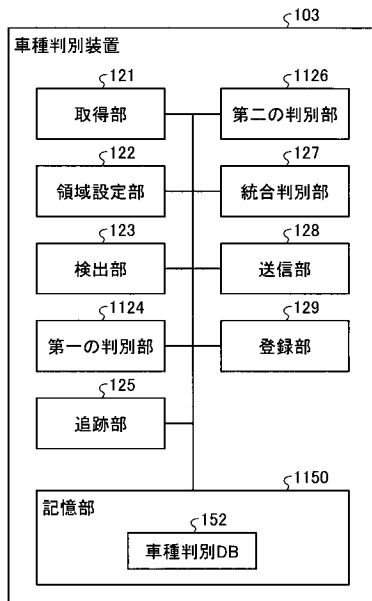 103
車種判別装置
121
取得部
1126
第二の判別部
122
領域設定部
127
統合判別部
123
検出部
128
送信部
1124
第一の判別部
129
登録部
125
追跡部
1150
記憶部
152
車種判別DB